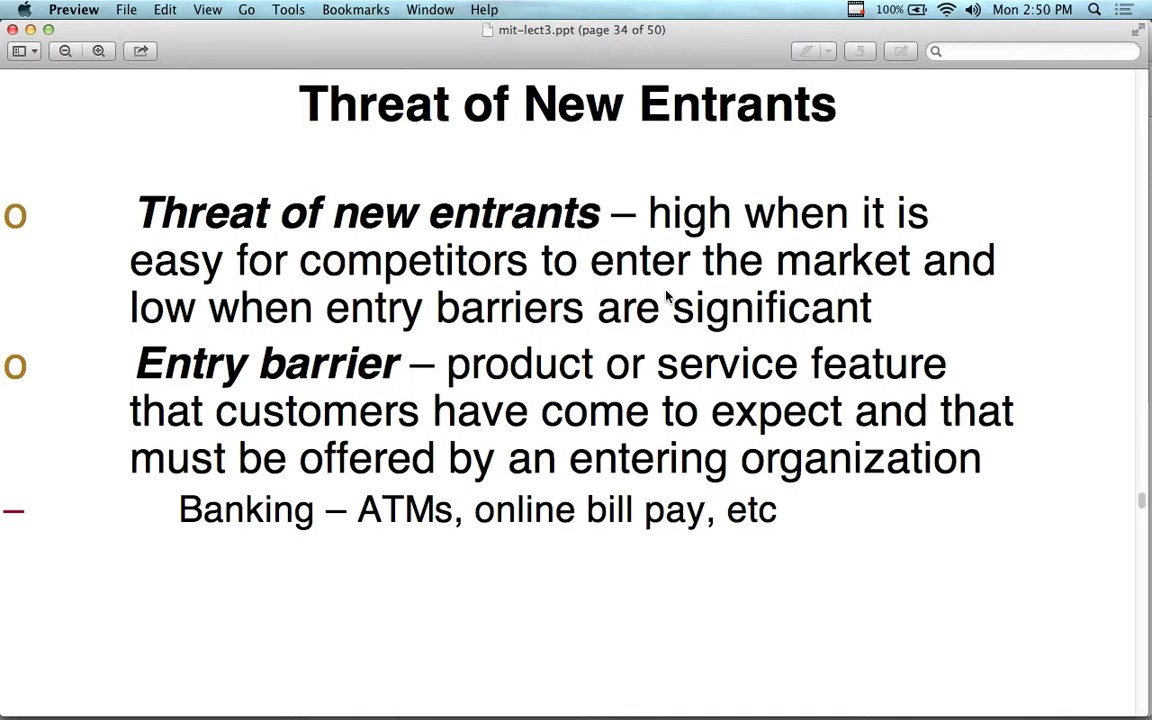 Preview File Edit View Go Tools Bookmarks Window Help 100% Mon 2:50 PM
mit-lect3.ppt (page 34 of 50)
Threat of New Entrants
o Threat of new entrants – high when it is
easy for competitors to enter the market and
low when entry barriers are significant
o Entry barrier – product or service feature
that customers have come to expect and that
must be offered by an entering organization
– Banking – ATMs, online bill pay, etc